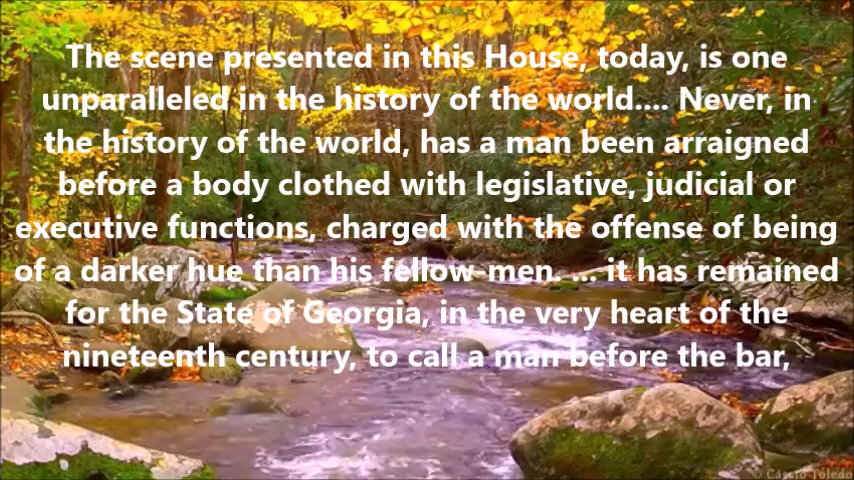 The scene presented in this House, today, is one
unparalleled in the history of the world.... Never, in
the history of the world, has a man been arraigned
before a body clothed with legislative, judicial or
executive functions, charged with the offense of being
of a darker hue than his fellow-men. ... it has remained
for the State of Georgia, in the very heart of the
nineteenth century, to call a man before the bar,
© Cássio Toledo